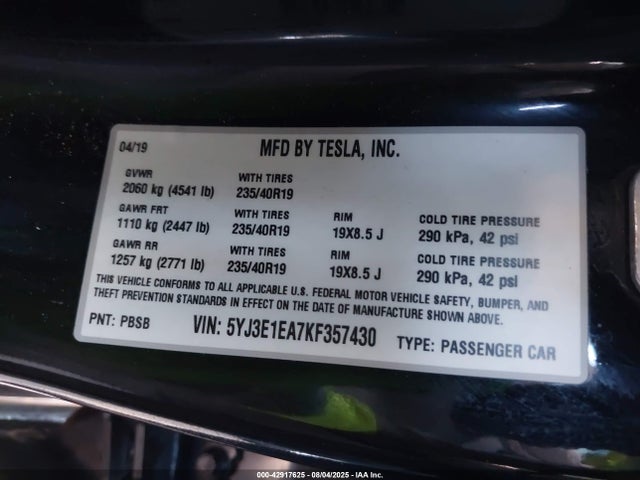 04/19 MFD BY TESLA, INC.
GVWR WITH TIRES
2060 kg (4541 lb) 235/40R19
GAWR FRT WITH TIRES RIM COLD TIRE PRESSURE
1110 kg (2447 lb) 235/40R19 19X8.5 J 290 kPa, 42 psi
GAWR RR WITH TIRES RIM COLD TIRE PRESSURE
1257 kg (2771 lb) 235/40R19 19X8.5 J 290 kPa, 42 psi
THIS VEHICLE CONFORMS TO ALL APPLICABLE U.S. FEDERAL MOTOR VEHICLE SAFETY, BUMPER, AND
THEFT PREVENTION STANDARDS IN EFFECT ON THE DATE OF MANUFACTURE SHOWN ABOVE.
PNT: PBSB VIN: 5YJ3E1EA7KF357430 TYPE: PASSENGER CAR
000-42917625 - 08/04/2025 - IAA Inc.